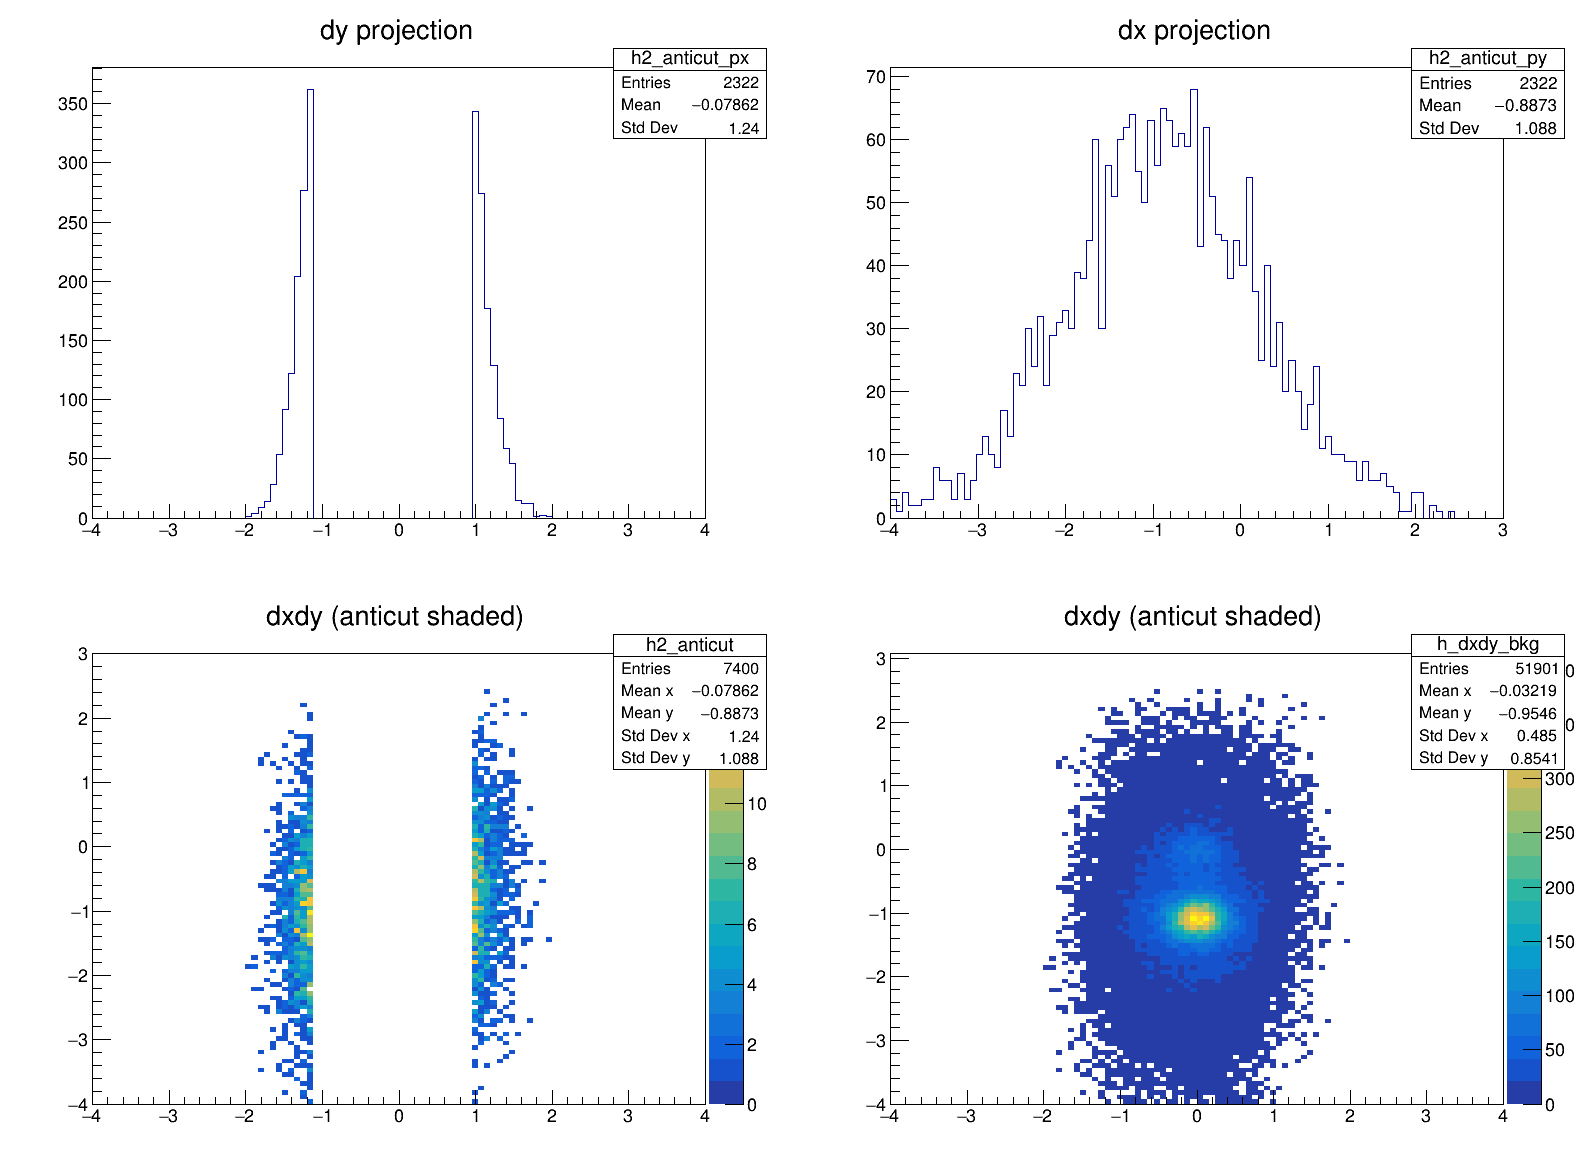 dy projection
h2_anticut_px
Entries 2322
Mean −0.07862
Std Dev 1.24
350
300
250
200
150
100
50
0
−4 −3 −2 −1 0 1 2 3 4
dx projection
h2_anticut_py
Entries 2322
Mean −0.8873
Std Dev 1.088
70
60
50
40
30
20
10
0
−4 −3 −2 −1 0 1 2 3
dxdy (anticut shaded)
h2_anticut
Entries 7400
Mean x −0.07862
Mean y −0.8873
Std Dev x 1.24
Std Dev y 1.088
3
2
1
0
−1
−2
−3
−4
−4 −3 −2 −1 0 1 2 3 4
10
8
6
4
2
0
dxdy (anticut shaded)
h_dxdy_bkg
Entries 51901
Mean x −0.03219
Mean y −0.9546
Std Dev x 0.485
Std Dev y 0.8541
3
2
1
0
−1
−2
−3
−4
−4 −3 −2 −1 0 1 2 3 4
0
0
300
250
200
150
100
50
0